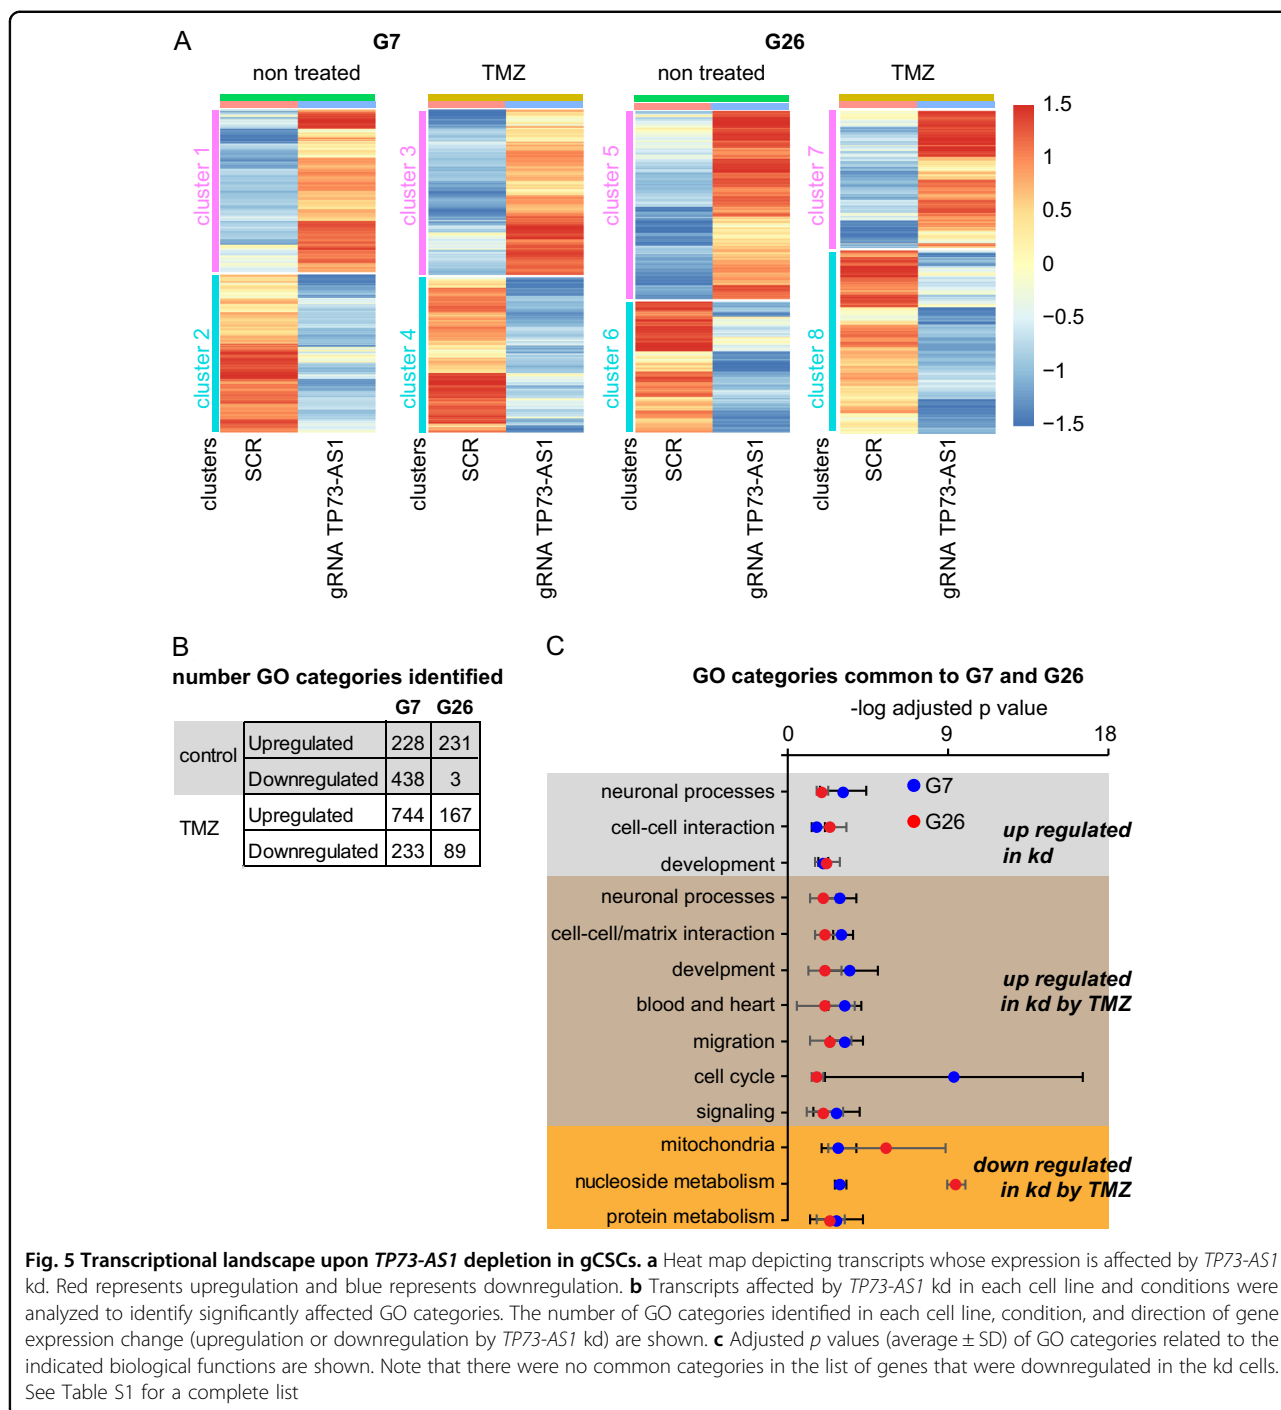 A
G7
G26
non treated
TMZ
non treated
TMZ
cluster 1
cluster 2
cluster 3
cluster 4
cluster 5
cluster 6
cluster 7
cluster 8
1.5
1
0.5
0
−0.5
−1
−1.5
clusters
SCR
gRNA TP73-AS1
clusters
SCR
gRNA TP73-AS1
clusters
SCR
gRNA TP73-AS1
clusters
SCR
gRNA TP73-AS1
B
number GO categories identified
G7 G26
control Upregulated 228 231
Downregulated 438 3
TMZ Upregulated 744 167
Downregulated 233 89
C
GO categories common to G7 and G26
-log adjusted p value
0 9 18
neuronal processes
cell-cell interaction
development
G7
G26
up regulated
in kd
neuronal processes
cell-cell/matrix interaction
develpment
blood and heart
migration
cell cycle
signaling
up regulated
in kd by TMZ
mitochondria
nucleoside metabolism
protein metabolism
down regulated
in kd by TMZ
Fig. 5 Transcriptional landscape upon TP73-AS1 depletion in gCSCs. a Heat map depicting transcripts whose expression is affected by TP73-AS1
kd. Red represents upregulation and blue represents downregulation. b Transcripts affected by TP73-AS1 kd in each cell line and conditions were
analyzed to identify significantly affected GO categories. The number of GO categories identified in each cell line, condition, and direction of gene
expression change (upregulation or downregulation by TP73-AS1 kd) are shown. c Adjusted p values (average ± SD) of GO categories related to the
indicated biological functions are shown. Note that there were no common categories in the list of genes that were downregulated in the kd cells.
See Table S1 for a complete list